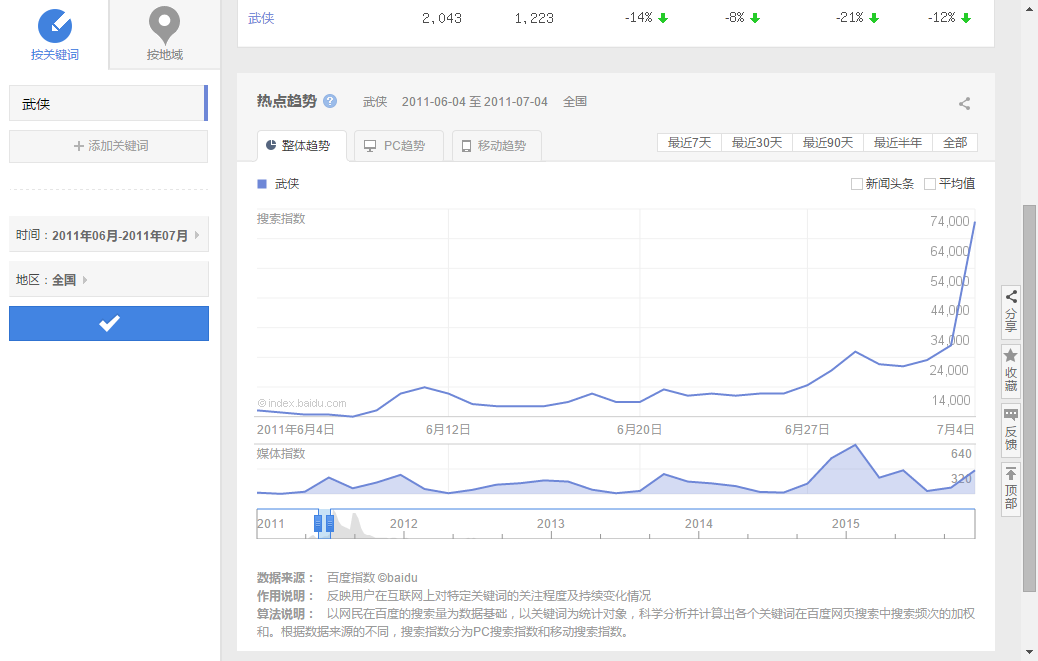 按关键词
按地域
武侠
添加关键词
时间：2011年06月-2011年07月
地区：全国
武侠 2,043 1,223 -14% -8% -21% -12%
热点趋势 ? 武侠 2011-06-04 至 2011-07-04 全国
整体趋势 PC趋势 移动趋势 最近7天 最近30天 最近90天 最近半年 全部
武侠 新闻头条 平均值
搜索指数
74,000
64,000
54,000
44,000
34,000
24,000
14,000
©index.baidu.com
2011年6月4日 6月12日 6月20日 6月27日 7月4日
媒体指数
640
320
2011 2012 2013 2014 2015
数据来源： 百度指数 ©baidu
作用说明： 反映用户在互联网上对特定关键词的关注程度及持续变化情况
算法说明： 以网民在百度的搜索量为数据基础，以关键词为统计对象，科学分析并计算出各个关键词在百度网页搜索中搜索频次的加权
和。根据数据来源的不同，搜索指数分为PC搜索指数和移动搜索指数。
分享
收藏
反馈
顶部